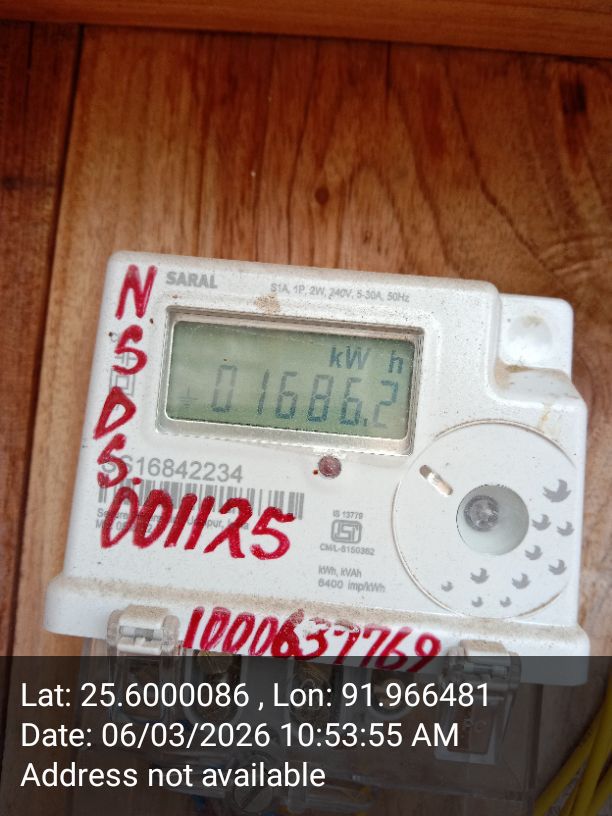 SARAL
S1A, 1P, 2W, 240V, 5-30A, 50Hz
N S D S.
kW h
01686.2
SS16842234
001125
IS 13779
ISI
CM/L-8150362
kWh, kVAh
6400 imp/kWh
1000637769
Lat: 25.6000086 , Lon: 91.966481
Date: 06/03/2026 10:53:55 AM
Address not available